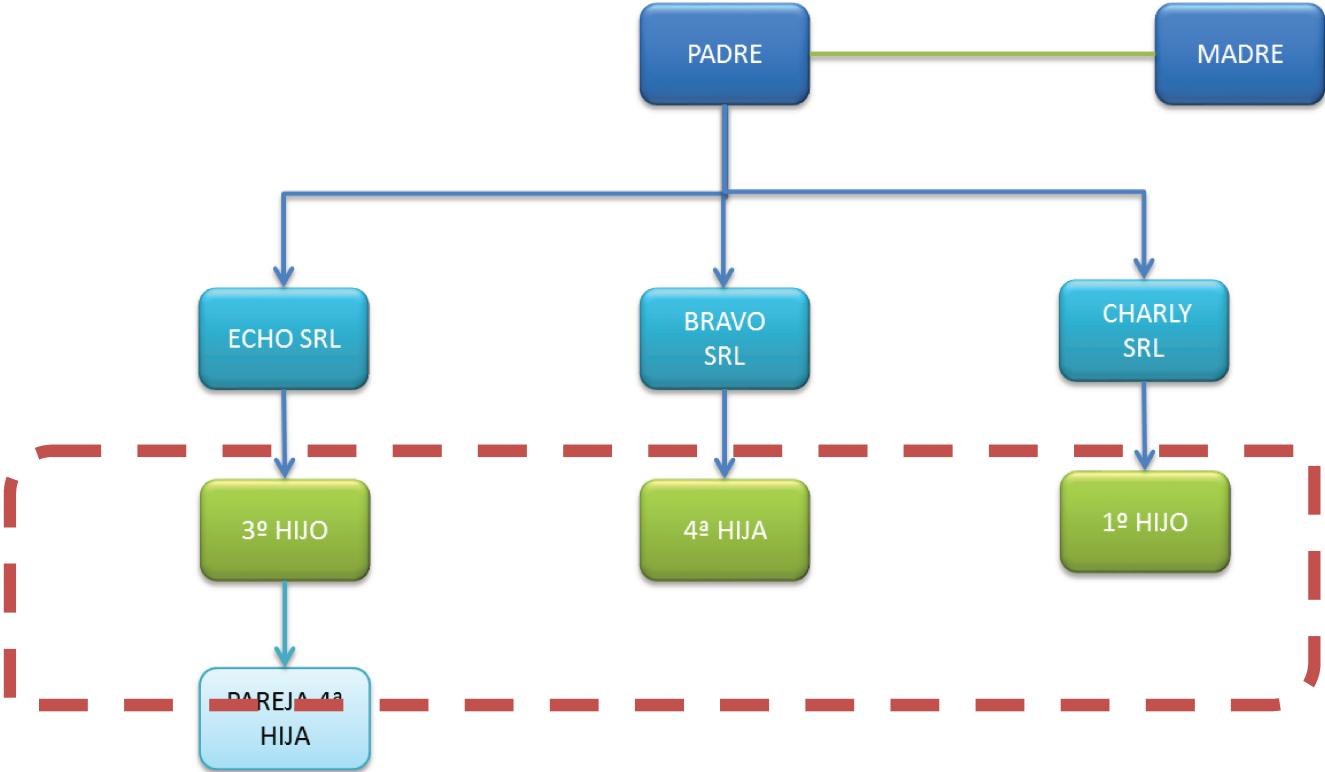 PADRE
MADRE
ECHO SRL
BRAVO
SRL
CHARLY
SRL
3º HIJO
4ª HIJA
1º HIJO
PAREJA 4ª
HIJA